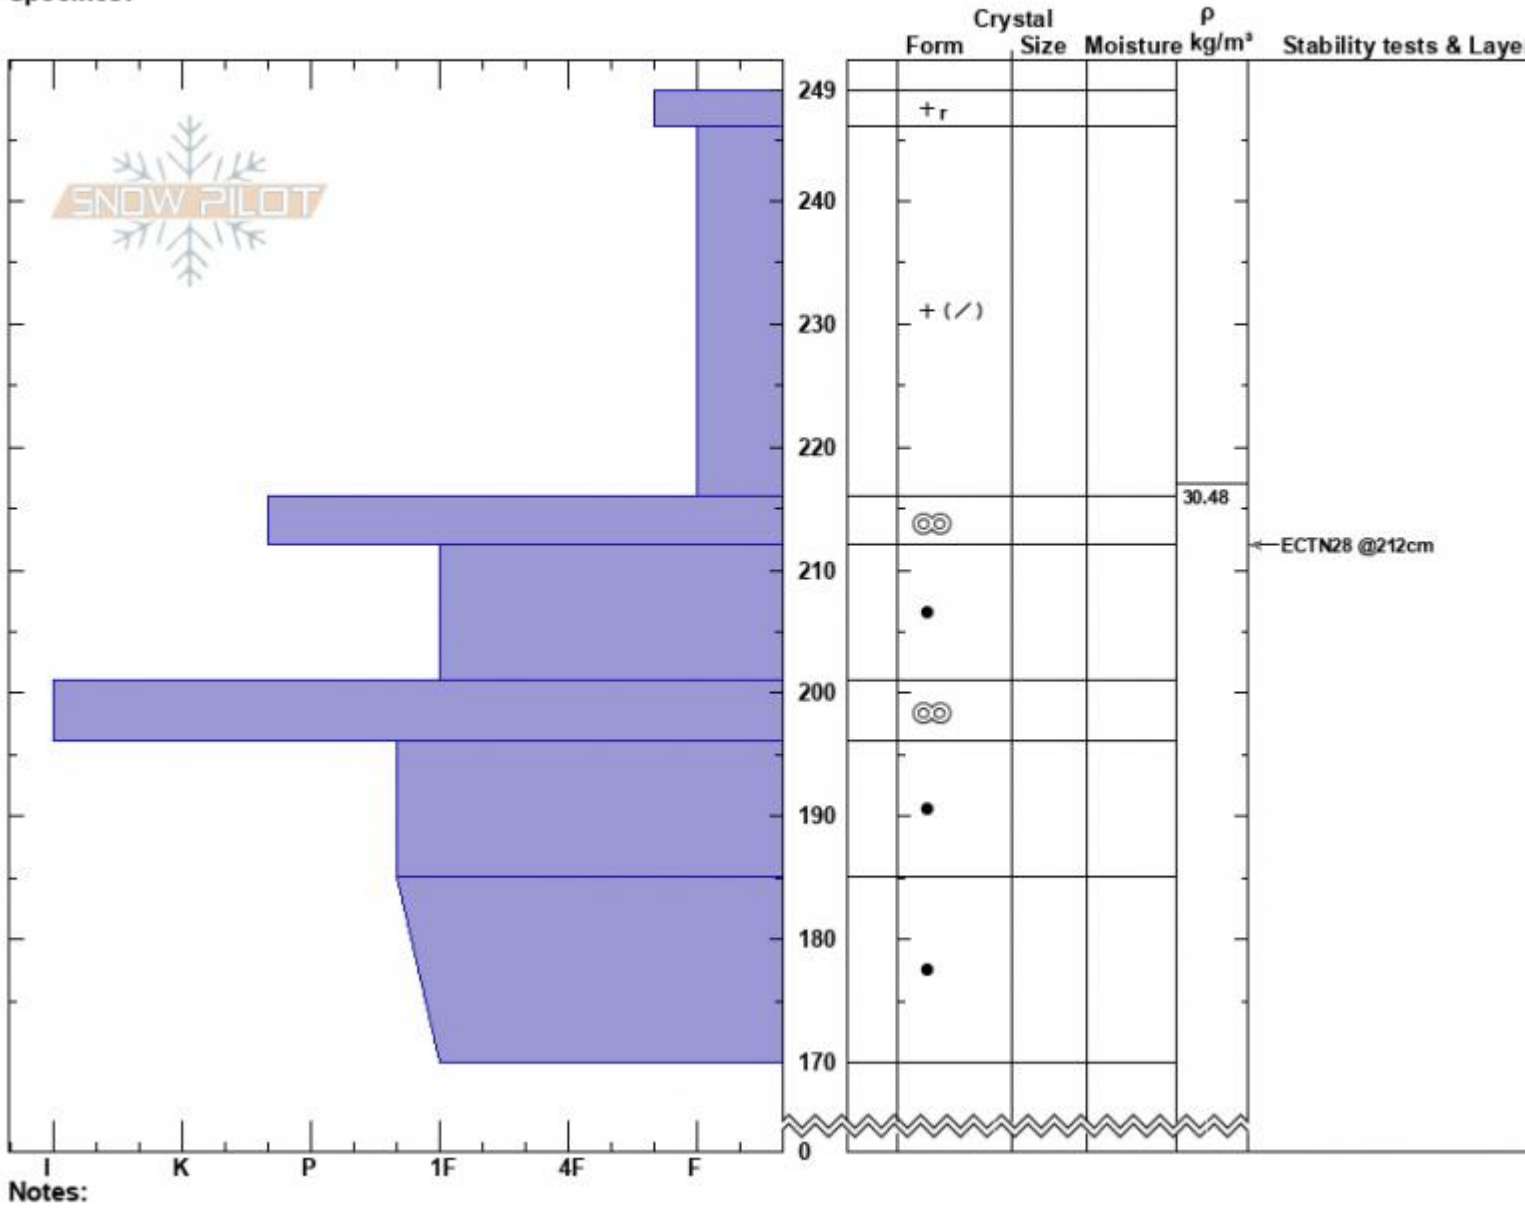 Crystal ρ
Form Size Moisture kg/m³ Stability tests & Laye
249
+ r
SNOW PILOT
240
+ (/)
230
220
30.48
ECTN28 @212cm
210
200
190
180
170
0
I K P 1F 4F F
Notes: